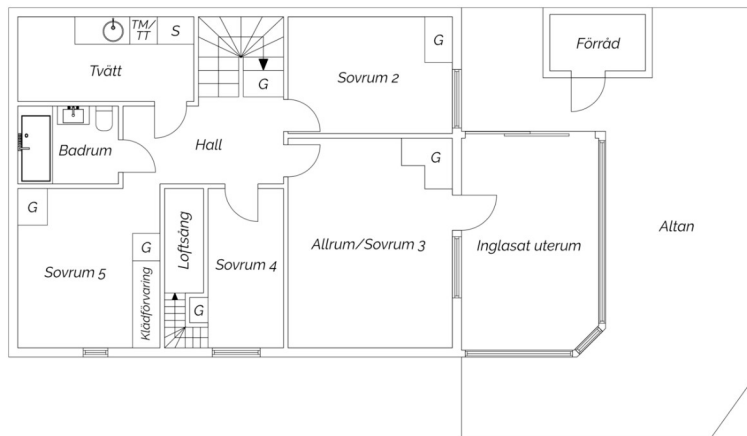 TM/
TT
S
Tvätt
G
Sovrum 2
G
Förråd
Badrum
Hall
G
G
Sovrum 5
G
Klädförvaring
Loftsäng
G
Sovrum 4
Allrum/Sovrum 3
Inglasat uterum
Altan